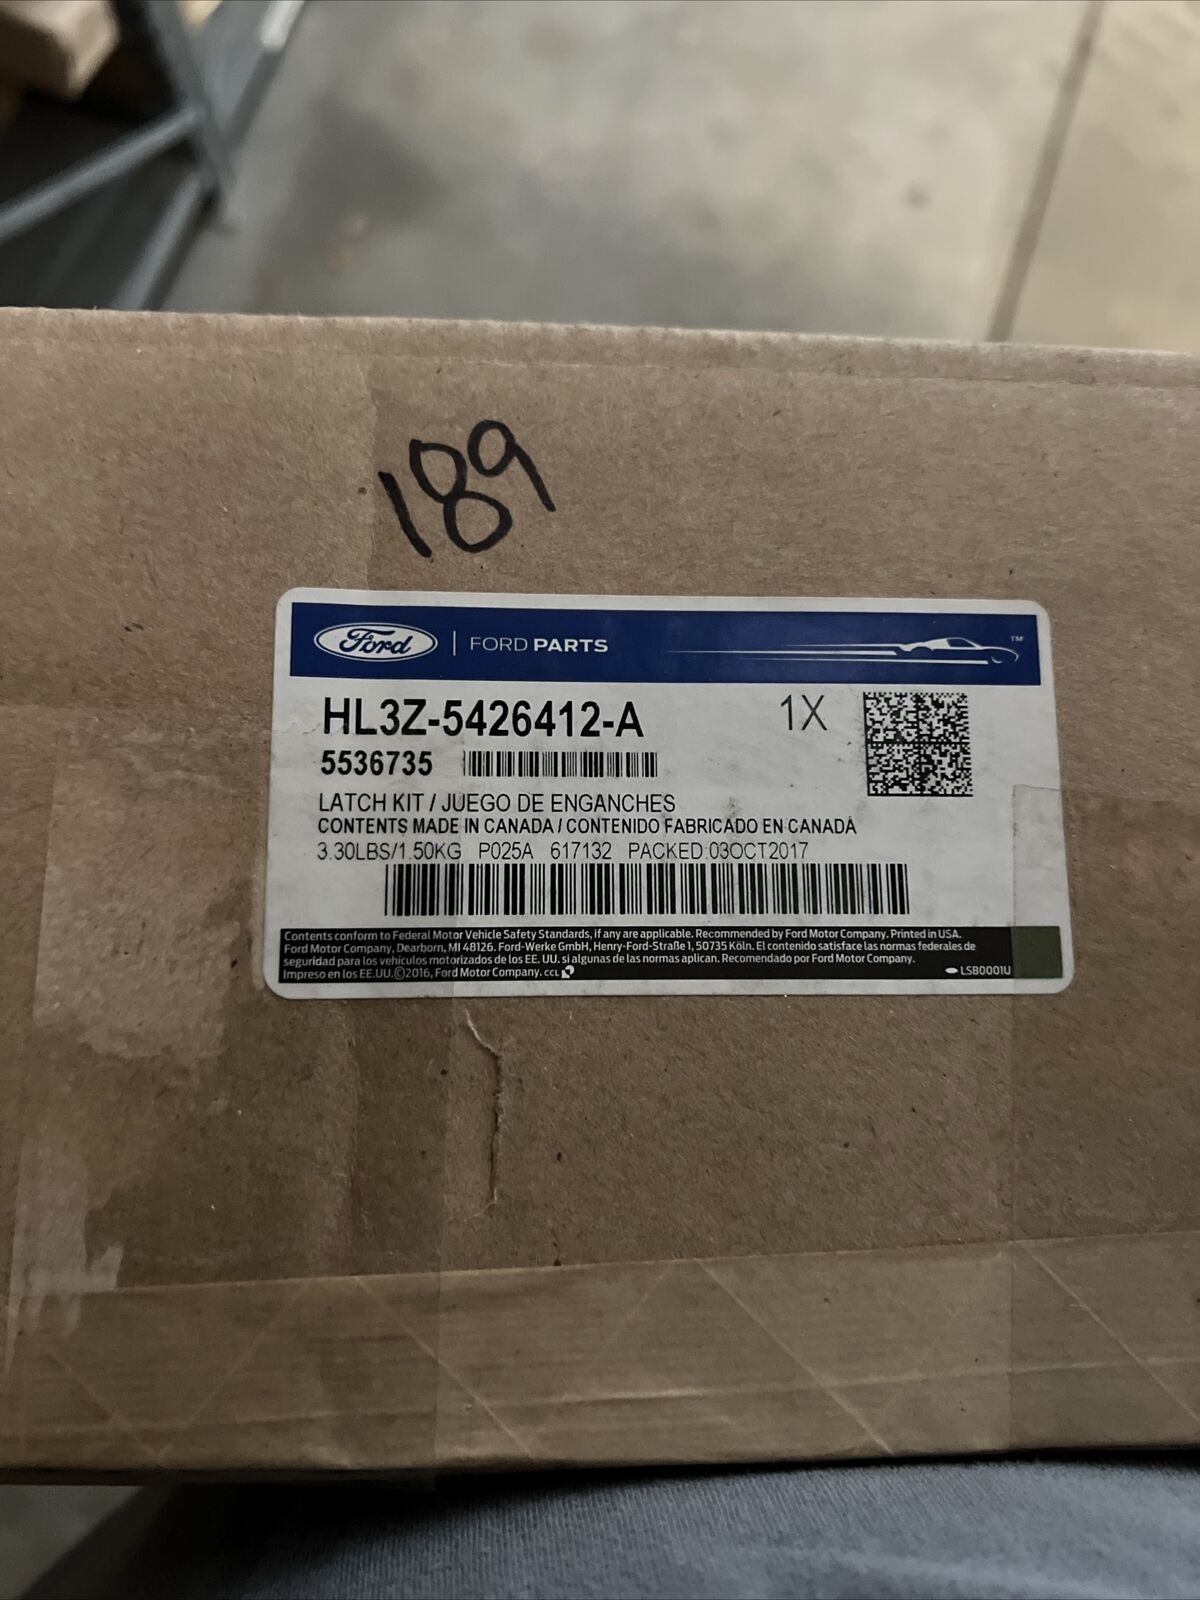 189
Ford | FORD PARTS ™
HL3Z-5426412-A 1X
5536735
LATCH KIT / JUEGO DE ENGANCHES
CONTENTS MADE IN CANADA / CONTENIDO FABRICADO EN CANADÁ
3.30LBS/1.50KG P025A 617132 PACKED:03OCT2017
Contents conform to Federal Motor Vehicle Safety Standards, if any are applicable. Recommended by Ford Motor Company. Printed in USA.
Ford Motor Company, Dearborn, MI 48126. Ford-Werke GmbH, Henry-Ford-Straße 1, 50735 Köln. El contenido satisface las normas federales de
seguridad para los vehículos motorizados de los EE. UU. si algunas de las normas aplican. Recomendado por Ford Motor Company.
Impreso en los EE.UU.©2016, Ford Motor Company. CCL LSB0001U